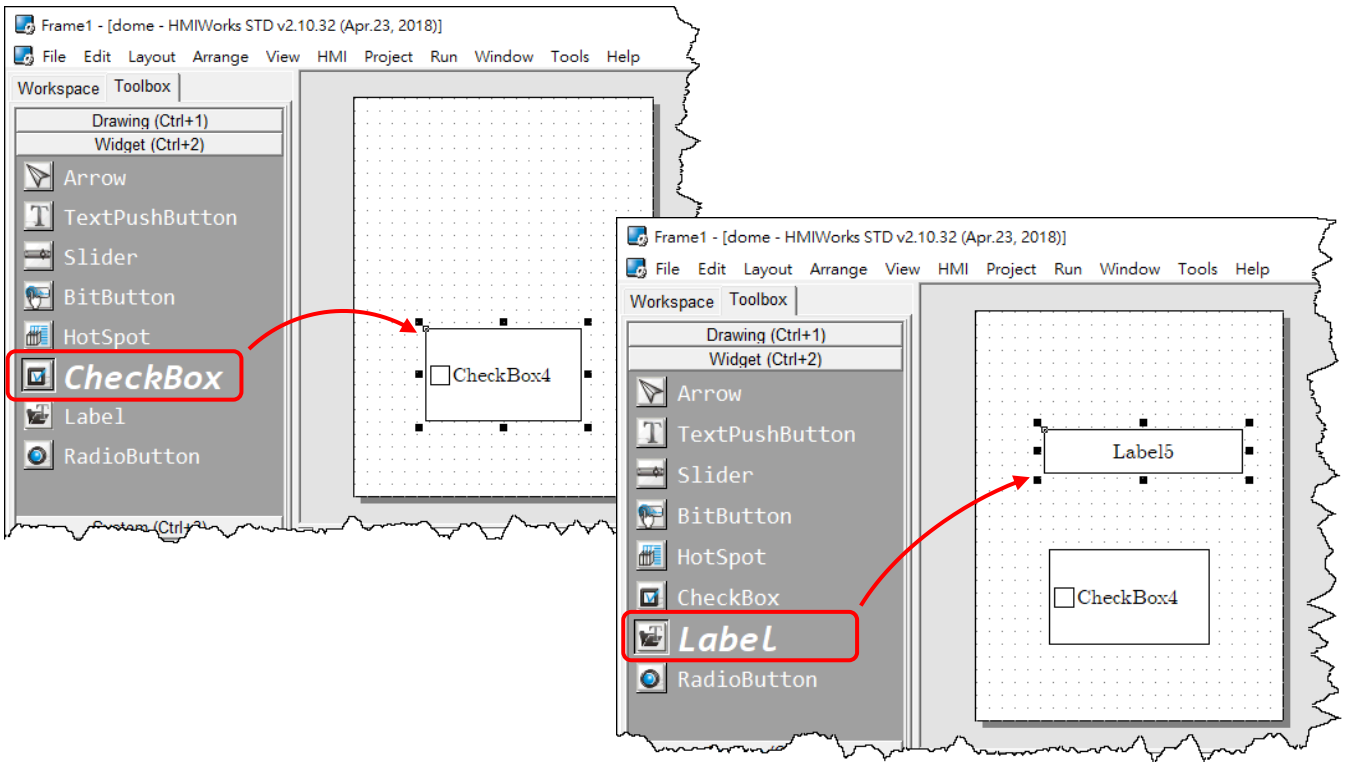 Frame1 - [dome - HMIWorks STD v2.10.32 (Apr.23, 2018)]
File Edit Layout Arrange View HMI Project Run Window Tools Help
Workspace Toolbox
Drawing (Ctrl+1)
Widget (Ctrl+2)
Arrow
TextPushButton
Slider
BitButton
HotSpot
CheckBox
Label
RadioButton
CheckBox4
Frame1 - [dome - HMIWorks STD v2.10.32 (Apr.23, 2018)]
File Edit Layout Arrange View HMI Project Run Window Tools Help
Workspace Toolbox
Drawing (Ctrl+1)
Widget (Ctrl+2)
Arrow
TextPushButton
Slider
BitButton
HotSpot
CheckBox
Label
RadioButton
Label5
CheckBox4